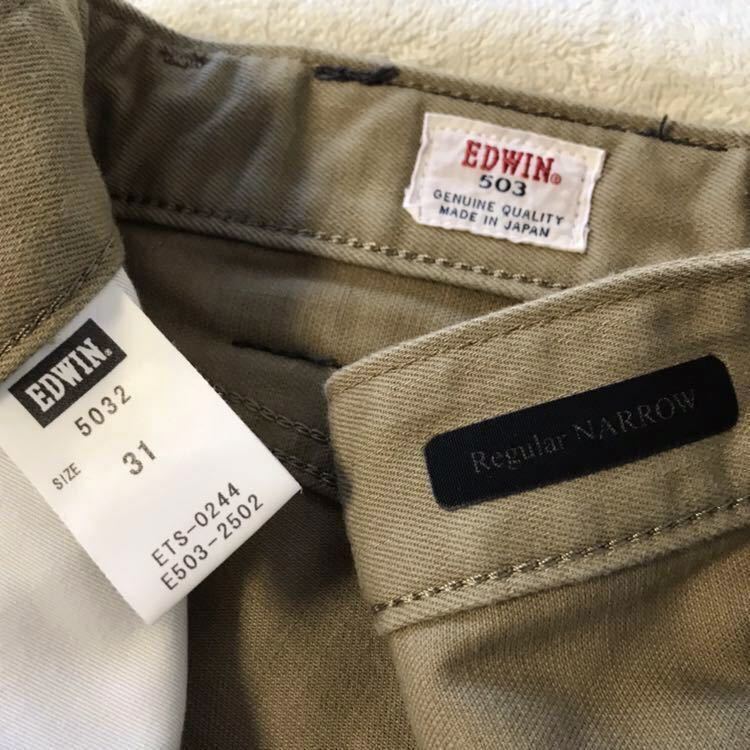 EDWIN®
503
GENUINE QUALITY
MADE IN JAPAN
EDWIN®
5032
SIZE 31
ETS-0244
E503-2502
Regular NARROW